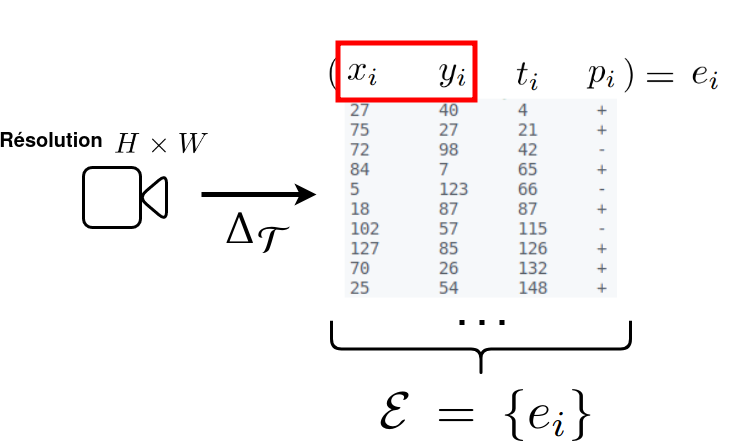 ( x_i y_i t_i p_i ) = e_i
27 40 4 +
75 27 21 +
72 98 42 -
84 7 65 +
5 123 66 -
18 87 87 +
102 57 115 -
127 85 126 +
70 26 132 +
25 54 148 +
...
Résolution H × W
Δ_𝒯
ℰ = {e_i}